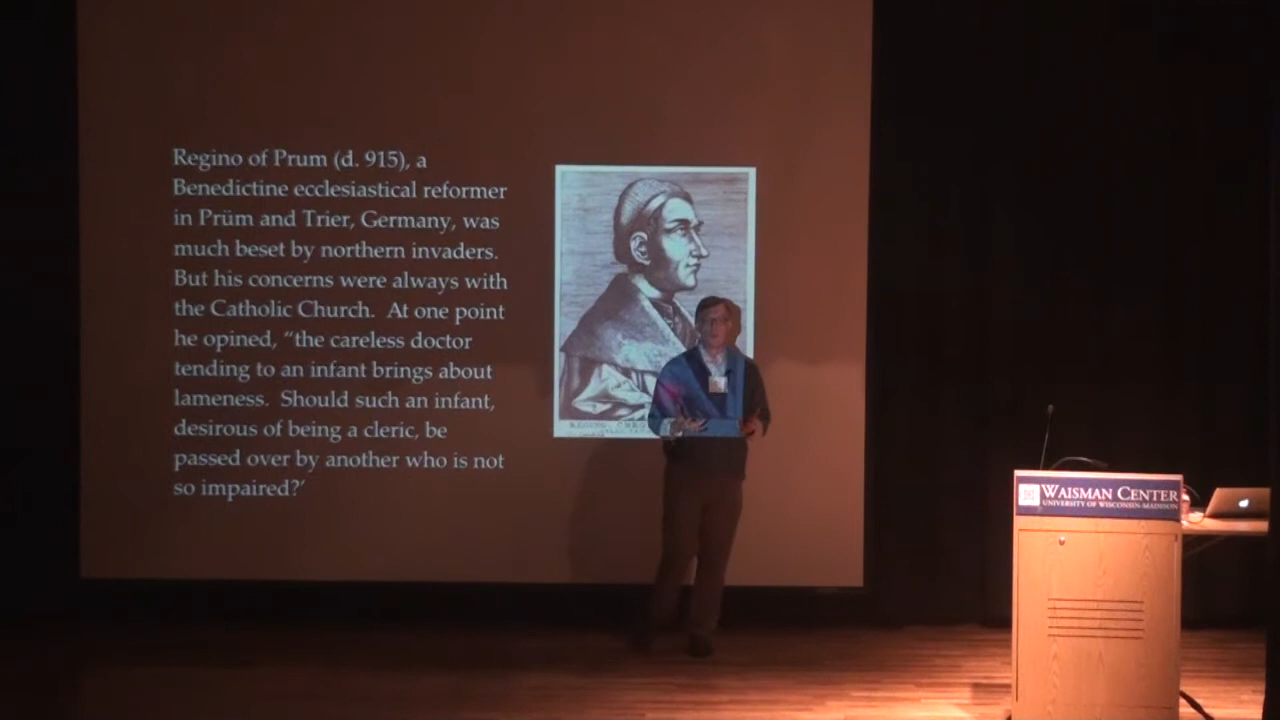 Regino of Prum (d. 915), a
Benedictine ecclesiastical reformer
in Prüm and Trier, Germany, was
much beset by northern invaders.
But his concerns were always with
the Catholic Church.  At one point
he opined, “the careless doctor
tending to an infant brings about
lameness.  Should such an infant,
desirous of being a cleric, be
passed over by another who is not
so impaired?’
WAISMAN CENTER
UNIVERSITY OF WISCONSIN-MADISON